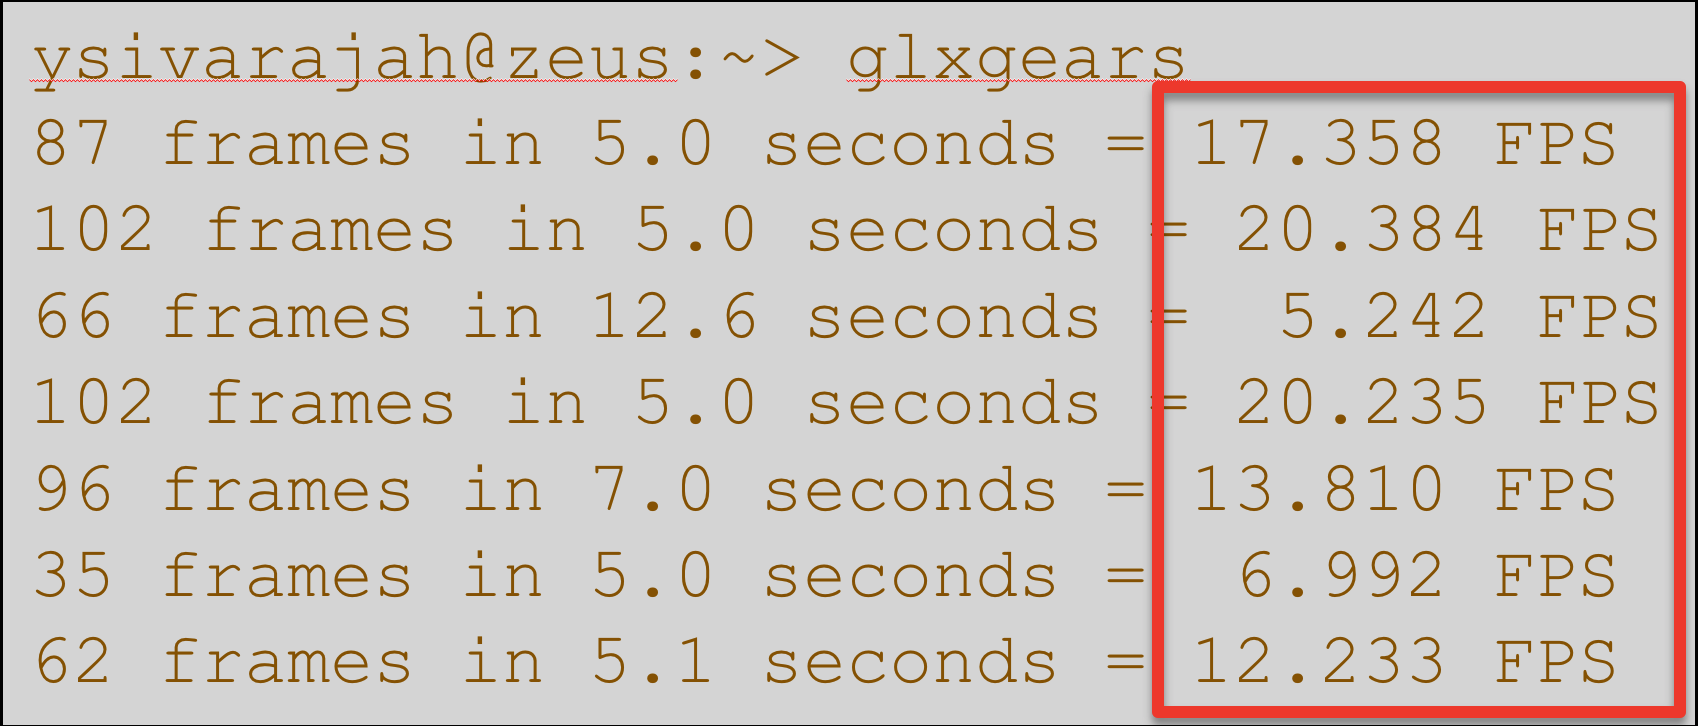 ysivarajah@zeus:~> glxgears
87 frames in 5.0 seconds = 17.358 FPS
102 frames in 5.0 seconds = 20.384 FPS
66 frames in 12.6 seconds =  5.242 FPS
102 frames in 5.0 seconds = 20.235 FPS
96 frames in 7.0 seconds = 13.810 FPS
35 frames in 5.0 seconds =  6.992 FPS
62 frames in 5.1 seconds = 12.233 FPS